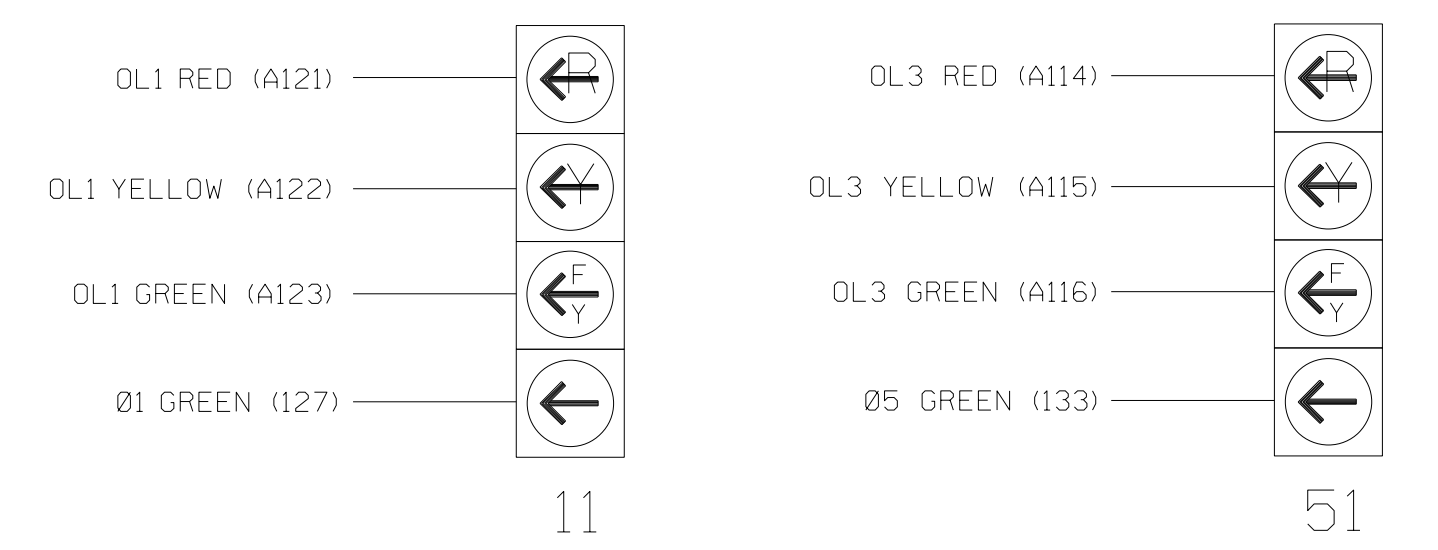 OL1 RED (A121)
R
OL1 YELLOW (A122)
Y
OL1 GREEN (A123)
F
Y
Ø1 GREEN (127)
11
OL3 RED (A114)
R
OL3 YELLOW (A115)
Y
OL3 GREEN (A116)
F
Y
Ø5 GREEN (133)
51